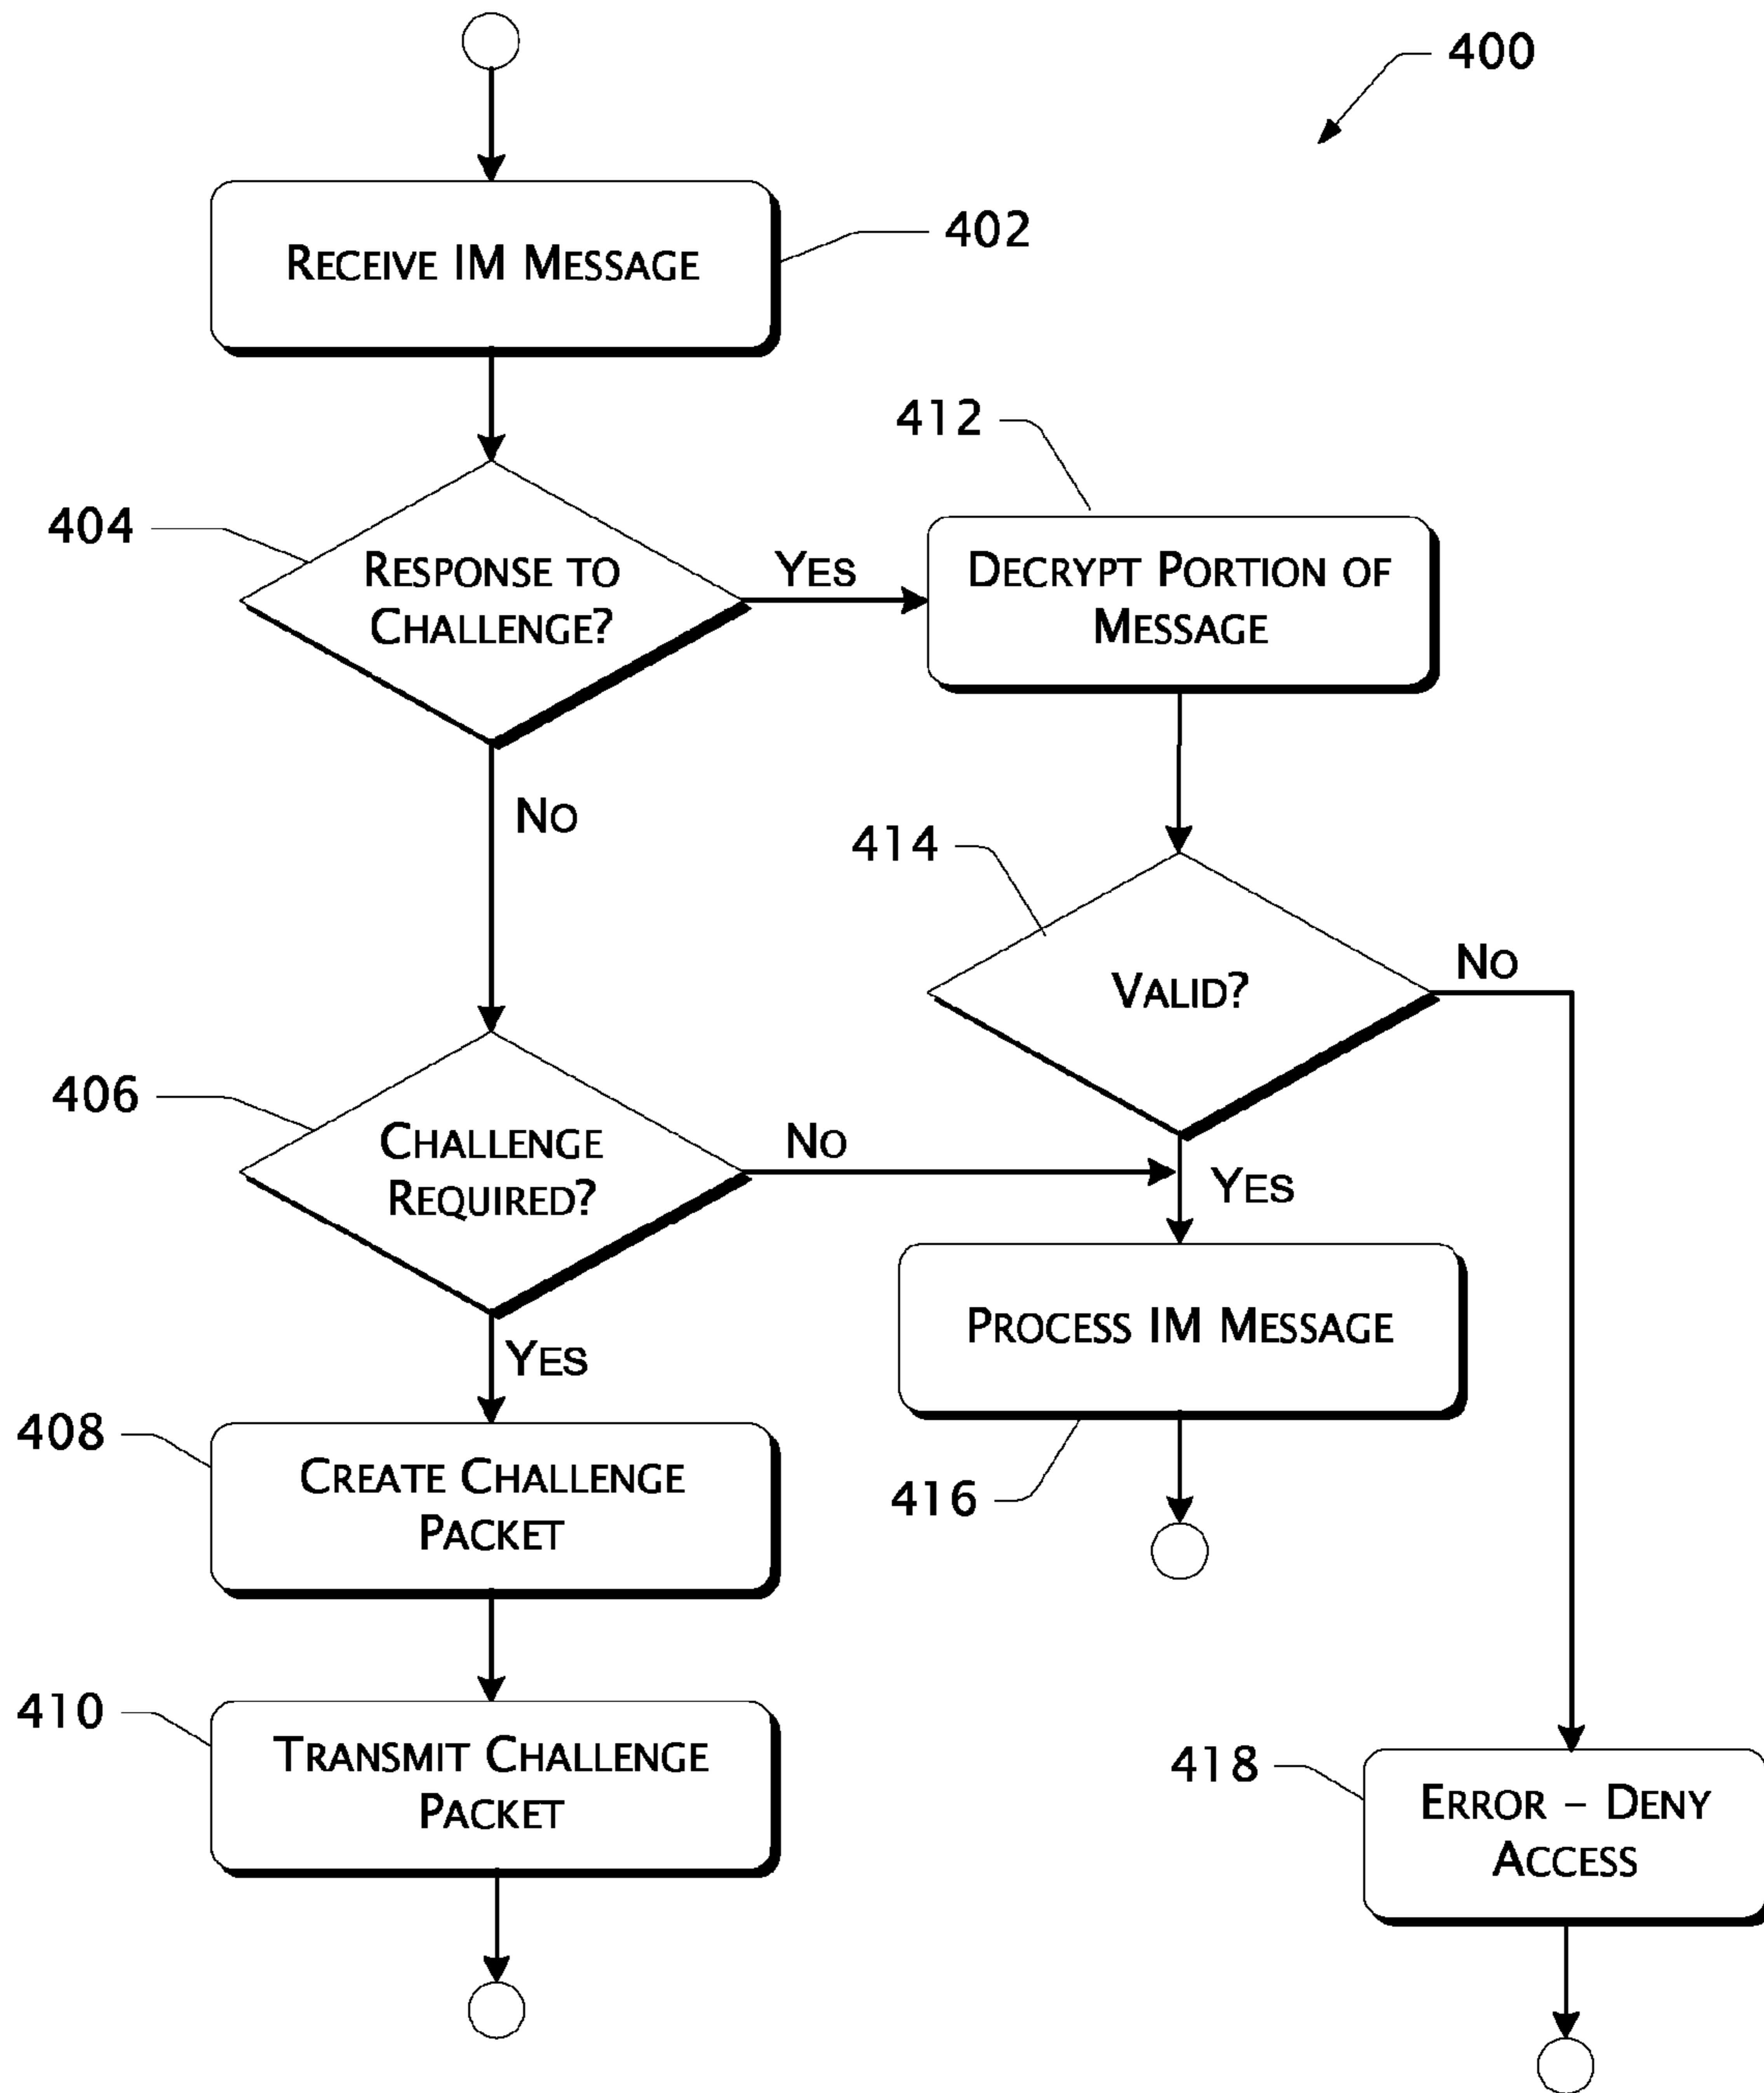 400
RECEIVE IM MESSAGE
402
404
RESPONSE TO
CHALLENGE?
YES
NO
412
DECRYPT PORTION OF
MESSAGE
414
VALID?
NO
YES
406
CHALLENGE
REQUIRED?
NO
YES
PROCESS IM MESSAGE
416
408
CREATE CHALLENGE
PACKET
410
TRANSMIT CHALLENGE
PACKET
418
ERROR – DENY
ACCESS